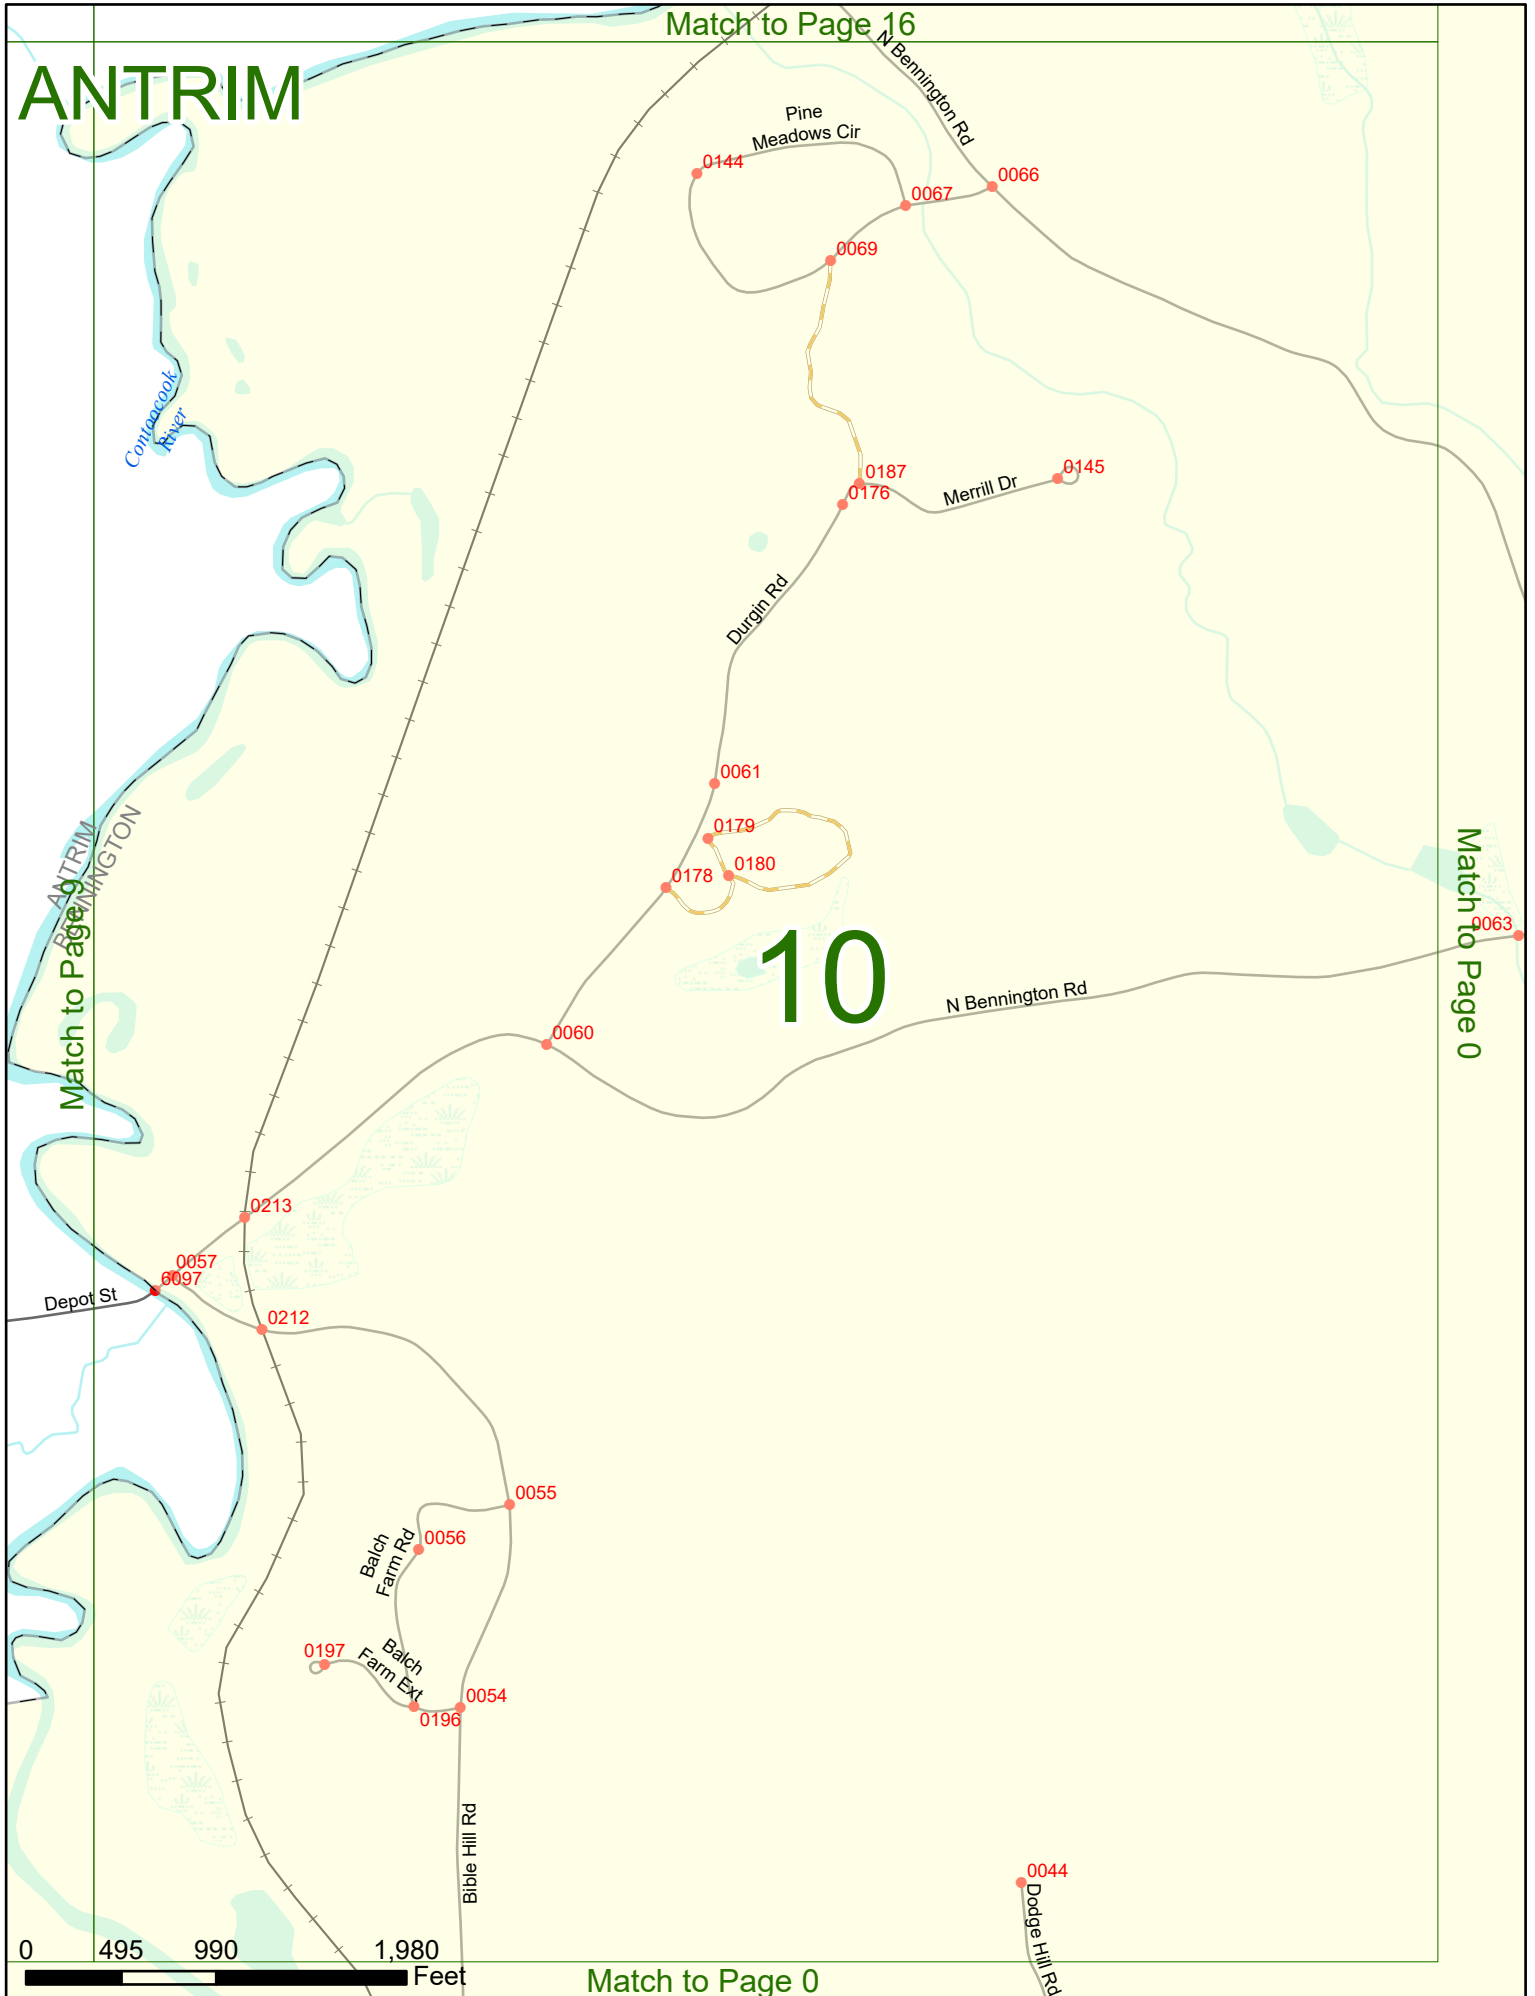 Match to Page 16
ANTRIM
N Bennington Rd
Pine
Meadows Cir
0144
0066
0067
0069
Contoocook
River
0187
0145
0176
Merrill Dr
Durgin Rd
0061
0179
0180
0178
ANTRIM
BENNINGTON
Match to Page 9
10
0063
Match to Page 0
N Bennington Rd
0060
0213
0057
6097
Depot St
0212
0055
0056
Balch
Farm Rd
0197
Balch
Farm Ext
0054
0196
Bible Hill Rd
0044
Dodge Hill Rd
0 495 990 1,980
Feet
Match to Page 0